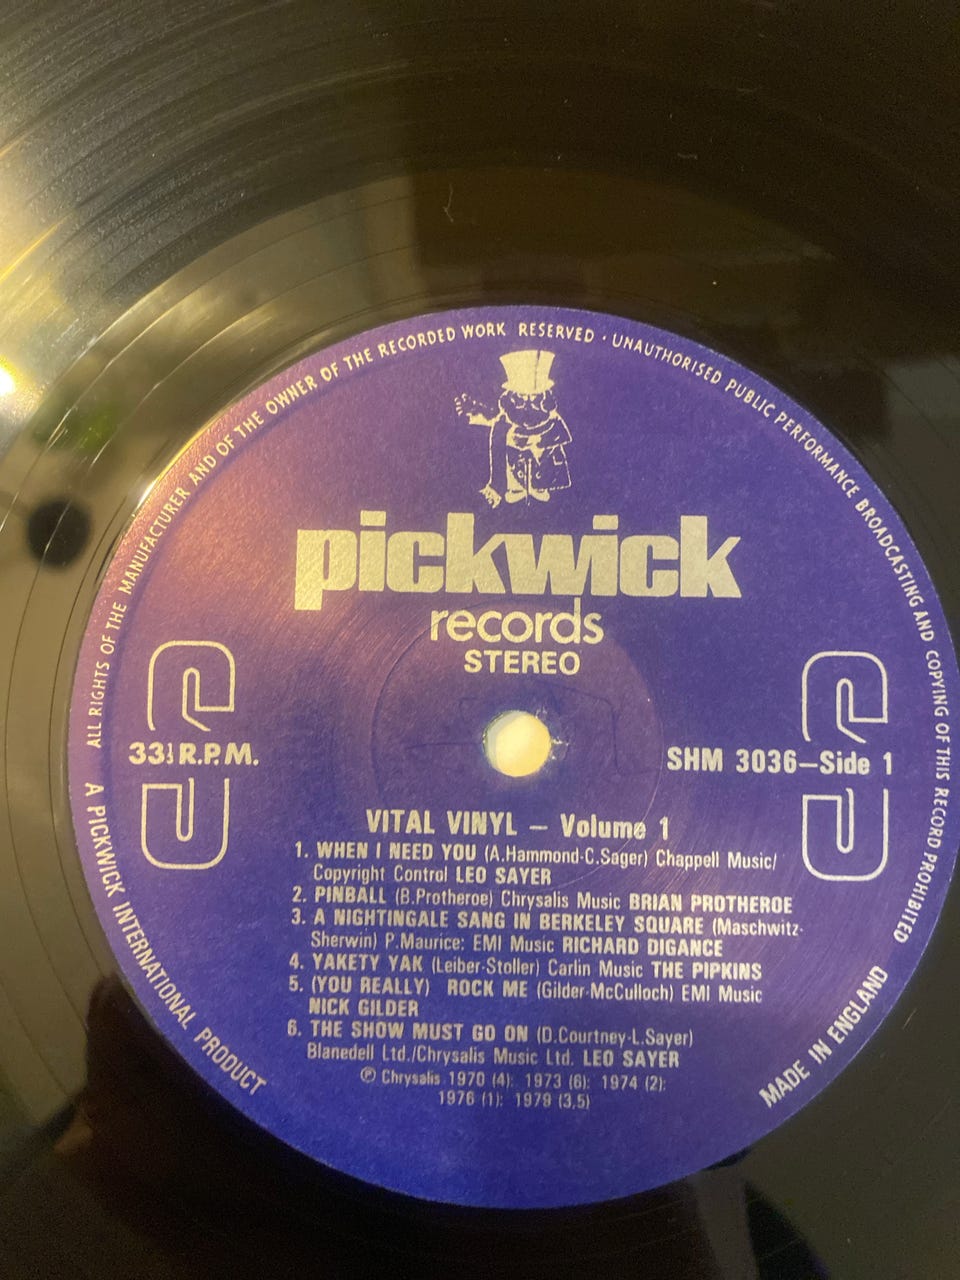 ALL RIGHTS OF THE MANUFACTURER AND OF THE OWNER OF THE RECORDED WORK RESERVED · UNAUTHORISED PUBLIC PERFORMANCE BROADCASTING AND COPYING OF THIS RECORD PROHIBITED
pickwick
records
STEREO
33⅓ R.P.M.
SHM 3036—Side 1
VITAL VINYL — Volume 1
1. WHEN I NEED YOU (A.Hammond-C.Sager) Chappell Music/
Copyright Control LEO SAYER
2. PINBALL (B.Protheroe) Chrysalis Music BRIAN PROTHEROE
3. A NIGHTINGALE SANG IN BERKELEY SQUARE (Maschwitz-
Sherwin) P.Maurice: EMI Music RICHARD DIGANCE
4. YAKETY YAK (Leiber-Stoller) Carlin Music THE PIPKINS
5. (YOU REALLY) ROCK ME (Gilder-McCulloch) EMI Music
NICK GILDER
6. THE SHOW MUST GO ON (D.Courtney-L.Sayer)
Blanedell Ltd./Chrysalis Music Ltd. LEO SAYER
℗ Chrysalis 1970 (4): 1973 (6): 1974 (2):
1976 (1): 1979 (3,5)
A PICKWICK INTERNATIONAL PRODUCT
MADE IN ENGLAND